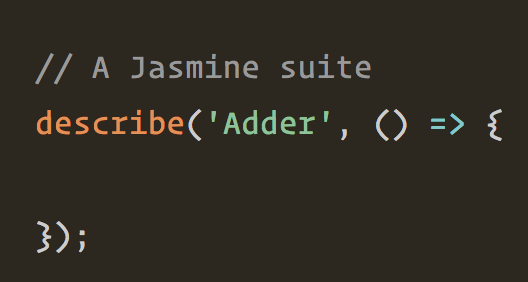 // A Jasmine suite
describe('Adder', () => {
});